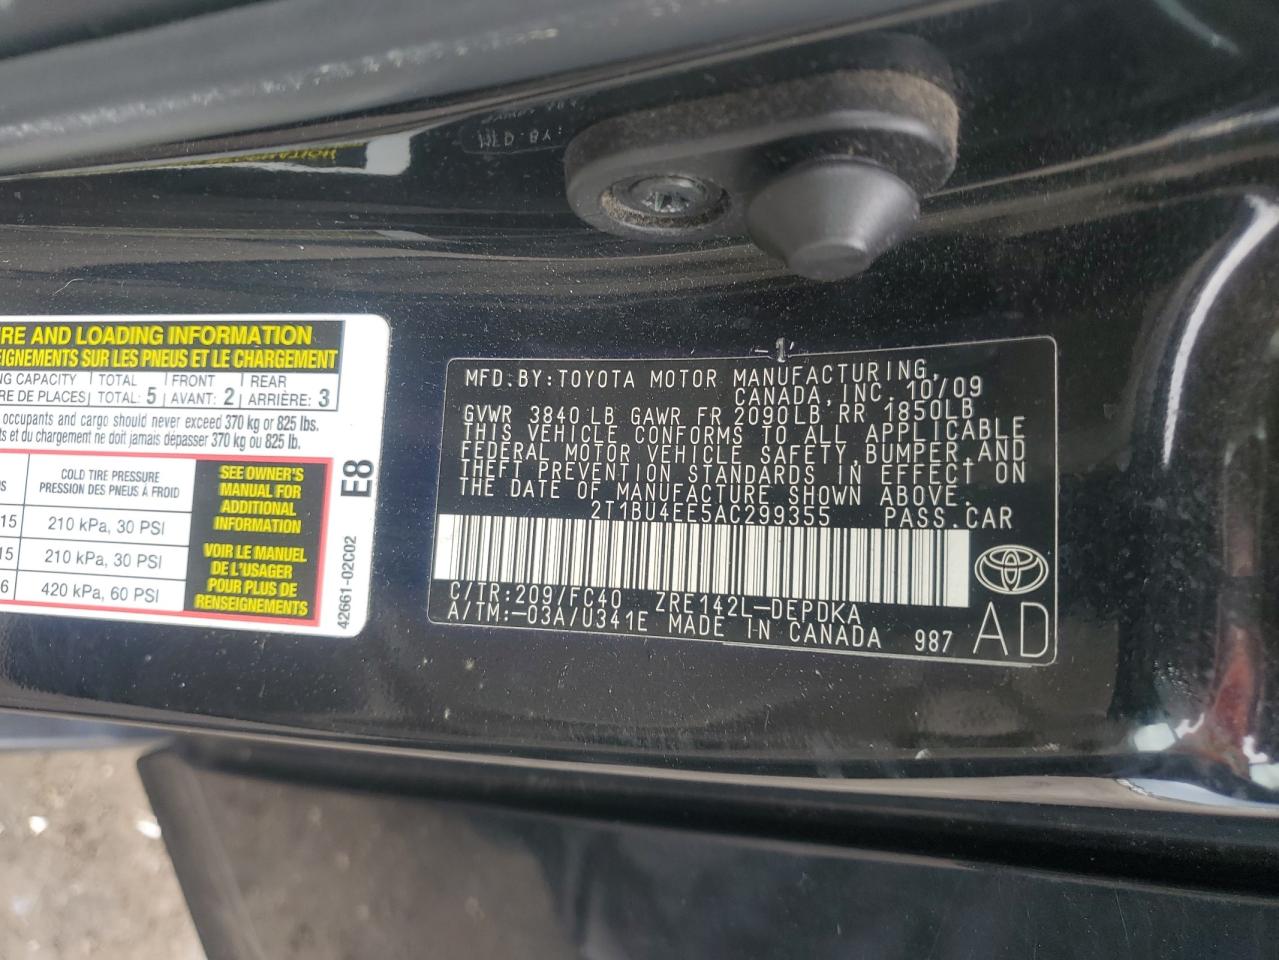 RE AND LOADING INFORMATION
EIGNEMENTS SUR LES PNEUS ET LE CHARGEMENT
NG CAPACITY TOTAL FRONT REAR
RE DE PLACES TOTAL: 5 AVANT: 2 ARRIÈRE: 3
occupants and cargo should never exceed 370 kg or 825 lbs.
ts et du chargement ne doit jamais dépasser 370 kg ou 825 lb.
COLD TIRE PRESSURE
PRESSION DES PNEUS À FROID
15 210 kPa, 30 PSI
15 210 kPa, 30 PSI
6 420 kPa, 60 PSI
SEE OWNER'S
MANUAL FOR
ADDITIONAL
INFORMATION
VOIR LE MANUEL
DE L'USAGER
POUR PLUS DE
RENSEIGNEMENTS
E8
42661-02C02
-1
MFD.BY:TOYOTA MOTOR MANUFACTURING,
CANADA, INC. 10/09
GVWR 3840 LB GAWR FR 2090LB RR 1850LB
THIS VEHICLE CONFORMS TO ALL APPLICABLE
FEDERAL MOTOR VEHICLE SAFETY, BUMPER, AND
THEFT PREVENTION STANDARDS IN EFFECT ON
THE DATE OF MANUFACTURE SHOWN ABOVE.
2T1BU4EE5AC299355 PASS.CAR
C/TR:209/FC40 ZRE142L-DEPDKA
A/TM:-03A/U341E MADE IN CANADA 987
AD